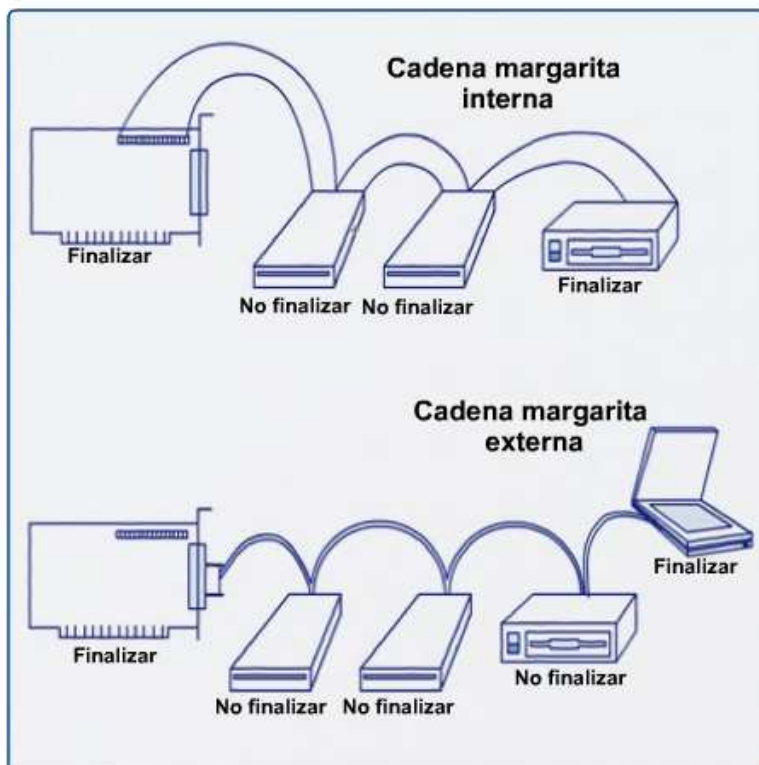 Cadena margarita
interna
Finalizar
No finalizar
No finalizar
Finalizar
Cadena margarita
externa
Finalizar
Finalizar
No finalizar
No finalizar
No finalizar